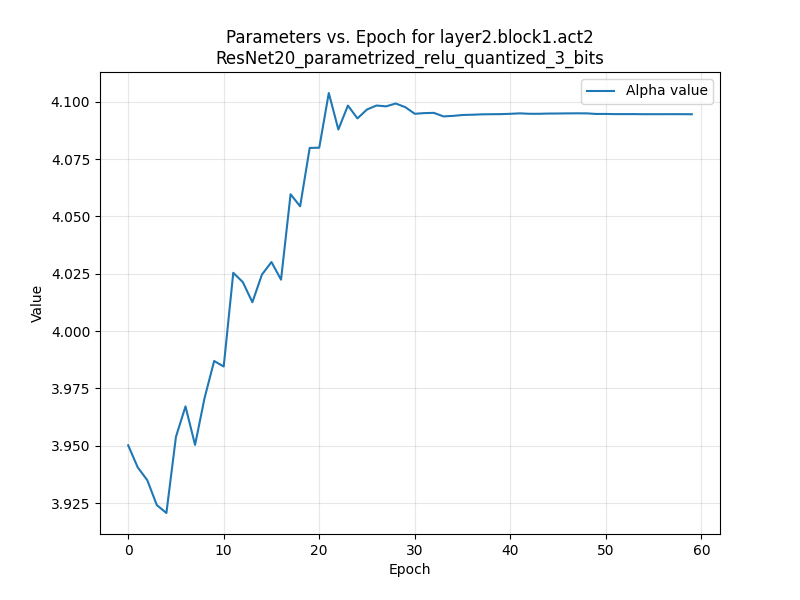 Parameters vs. Epoch for layer2.block1.act2
ResNet20_parametrized_relu_quantized_3_bits
Alpha value
4.100
4.075
4.050
4.025
4.000
3.975
3.950
3.925
Value
0 10 20 30 40 50 60
Epoch